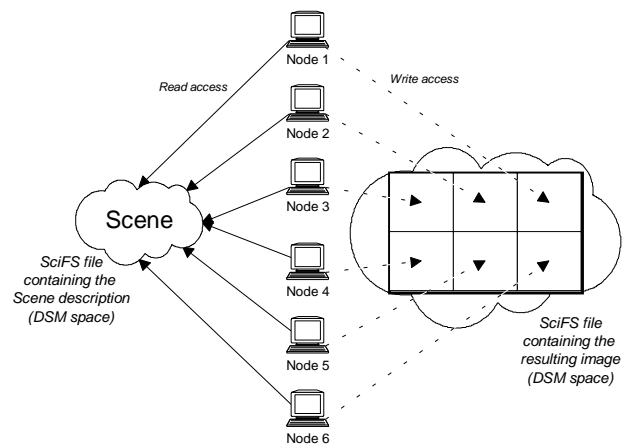 Node 1
Read access
Write access
Node 2
Node 3
Scene
SciFS file
containing the
Scene description
(DSM space)
Node 4
SciFS file
containing the
resulting image
(DSM space)
Node 5
Node 6